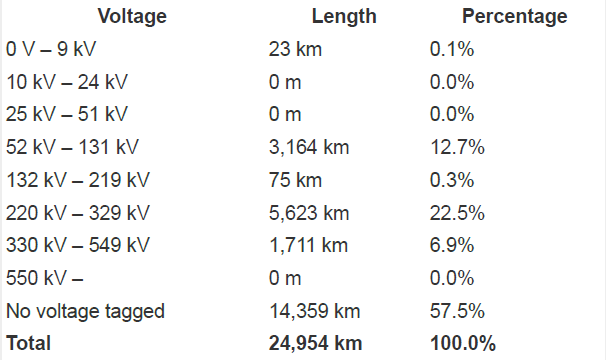 Voltage Length Percentage
0 V – 9 kV 23 km 0.1%
10 kV – 24 kV 0 m 0.0%
25 kV – 51 kV 0 m 0.0%
52 kV – 131 kV 3,164 km 12.7%
132 kV – 219 kV 75 km 0.3%
220 kV – 329 kV 5,623 km 22.5%
330 kV – 549 kV 1,711 km 6.9%
550 kV – 0 m 0.0%
No voltage tagged 14,359 km 57.5%
Total 24,954 km 100.0%